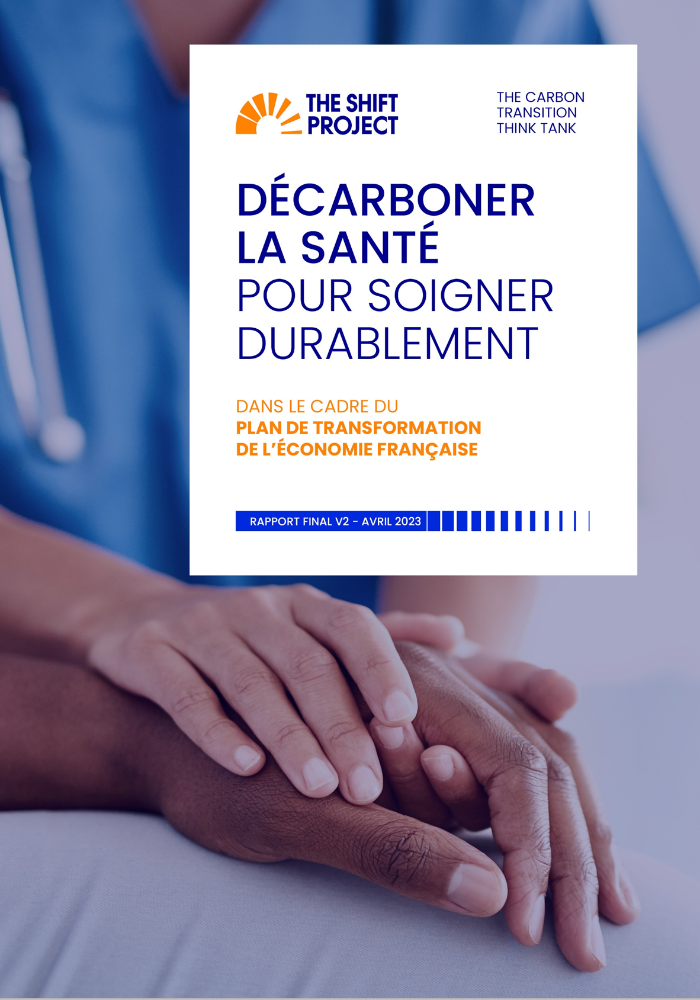 THE SHIFT
PROJECT
THE CARBON
TRANSITION
THINK TANK
DÉCARBONER
LA SANTÉ
POUR SOIGNER
DURABLEMENT
DANS LE CADRE DU
PLAN DE TRANSFORMATION
DE L’ÉCONOMIE FRANÇAISE
RAPPORT FINAL V2 - AVRIL 2023